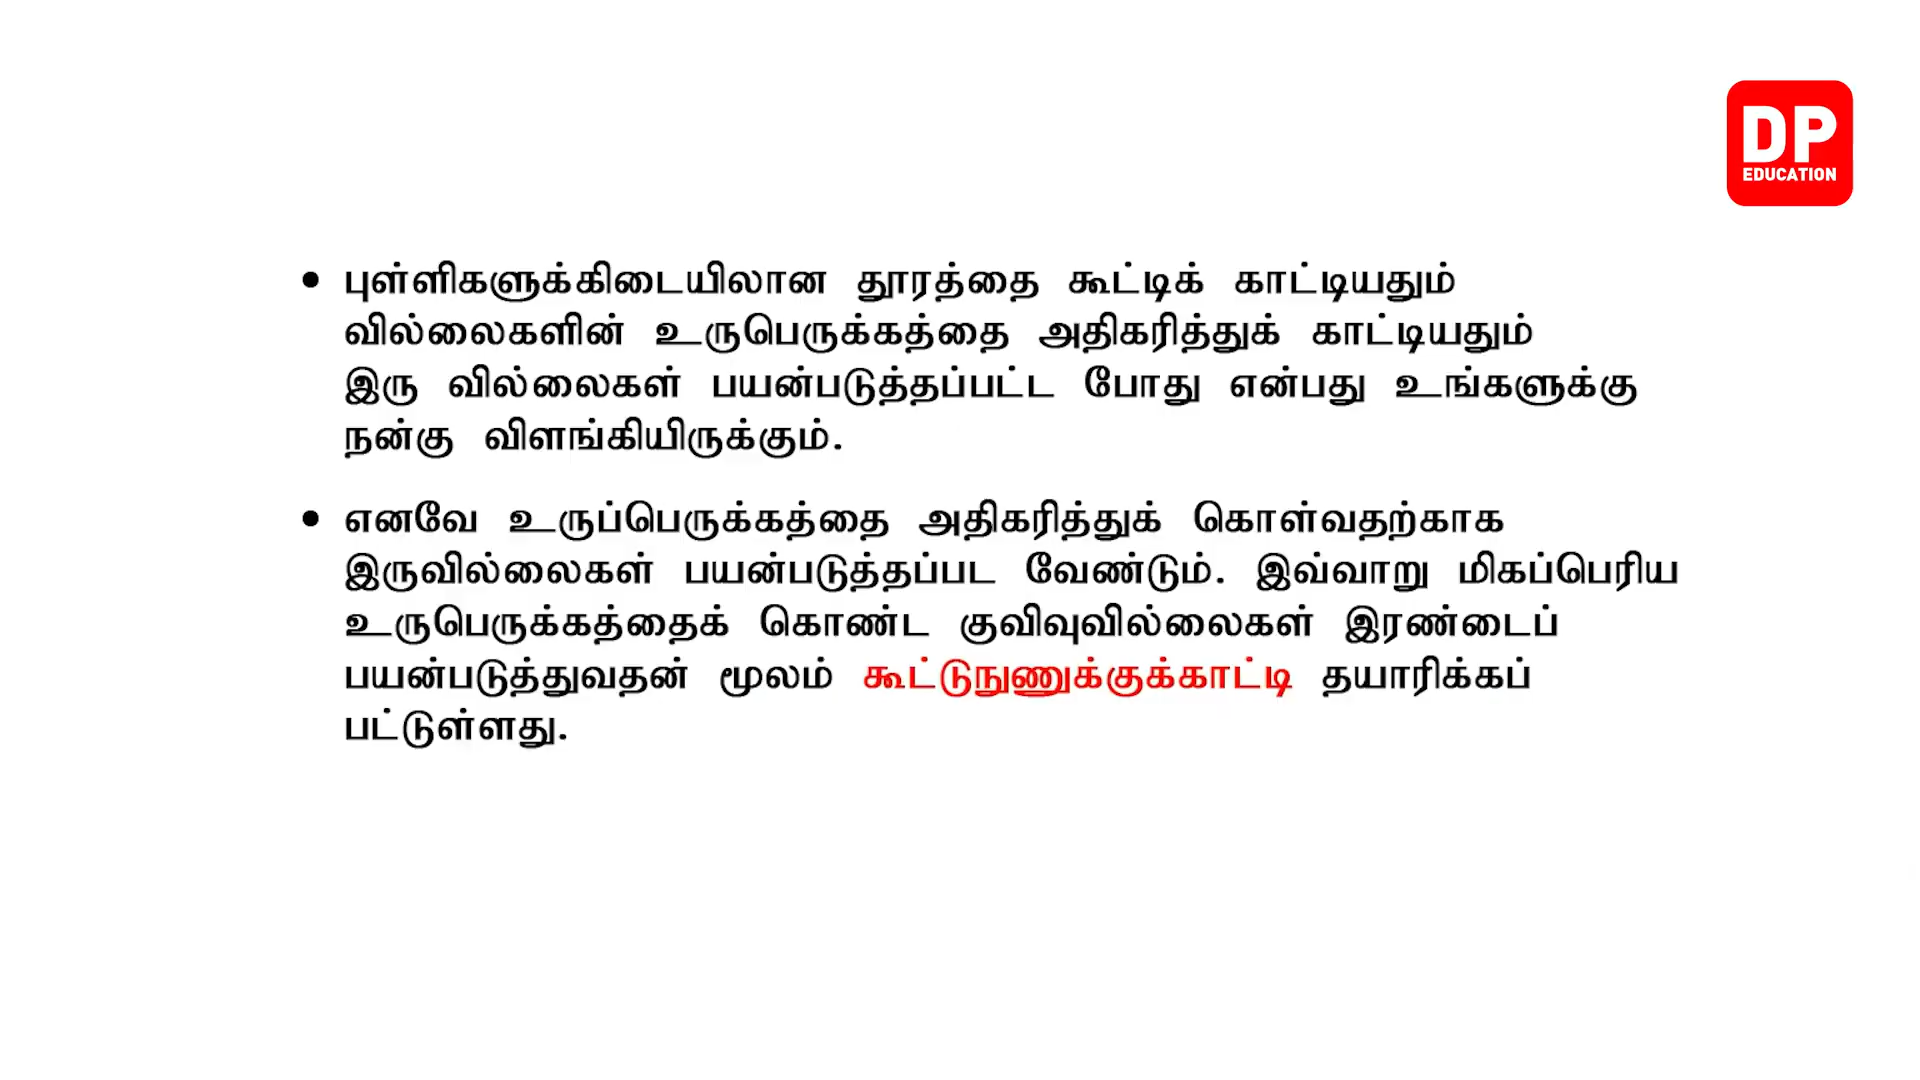 DP
EDUCATION
• புள்ளிகளுக்கிடையிலான தூரத்தை கூட்டிக் காட்டியதும்
வில்லைகளின் உருபெருக்கத்தை அதிகரித்துக் காட்டியதும்
இரு வில்லைகள் பயன்படுத்தப்பட்ட போது என்பது உங்களுக்கு
நன்கு விளங்கியிருக்கும்.
• எனவே உருப்பெருக்கத்தை அதிகரித்துக் கொள்வதற்காக
இருவில்லைகள் பயன்படுத்தப்பட வேண்டும். இவ்வாறு மிகப்பெரிய
உருபெருக்கத்தைக் கொண்ட குவிவுவில்லைகள் இரண்டைப்
பயன்படுத்துவதன் மூலம் கூட்டுநுணுக்குக்காட்டி தயாரிக்கப்
பட்டுள்ளது.